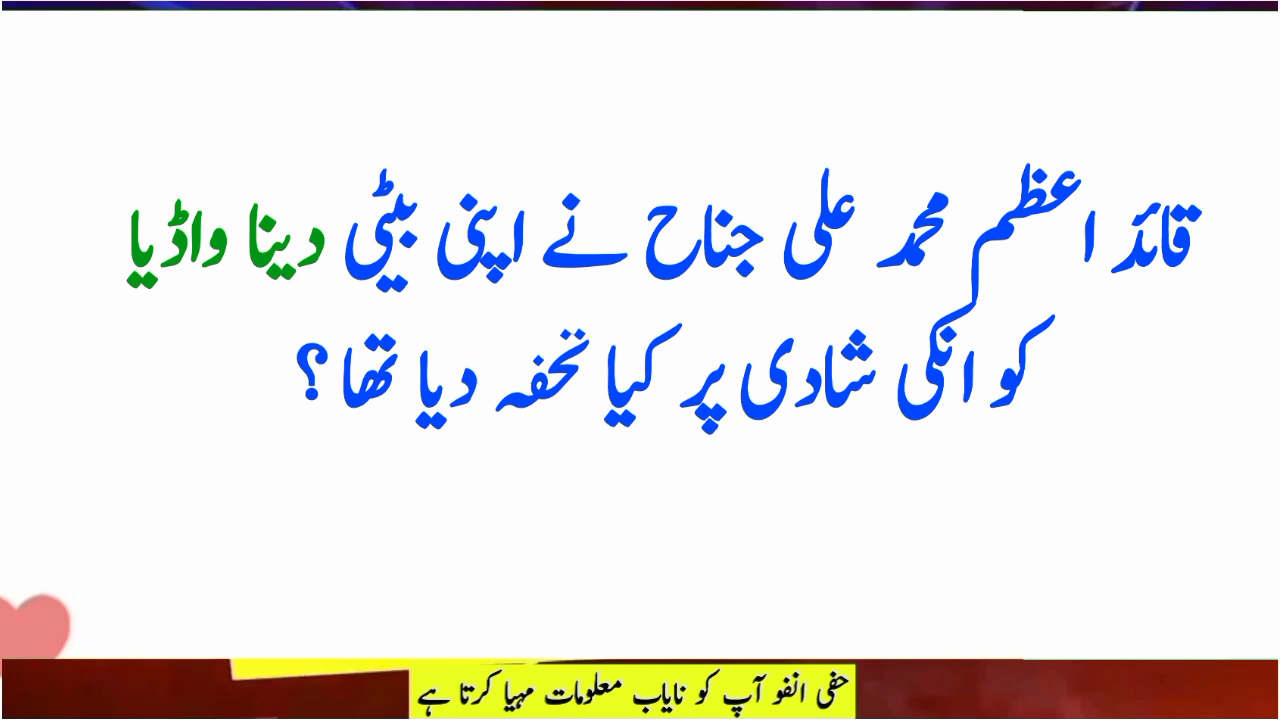 قائد اعظم محمد علی جناح نے اپنی بیٹی دینا واڈیا
کو انکی شادی پر کیا تحفہ دیا تھا؟
حفی انفو آپ کو نایاب معلومات مہیا کرتا ہے